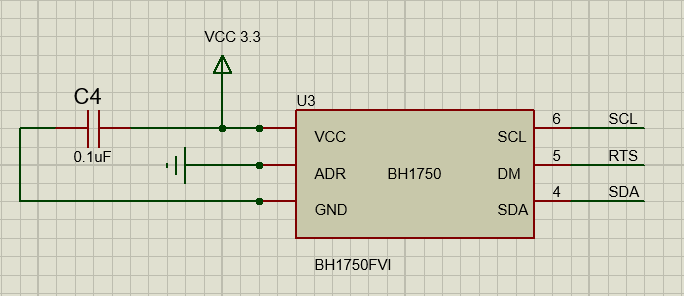 VCC 3.3
C4
0.1uF
U3
VCC
ADR
GND
BH1750
SCL
DM
SDA
6
5
4
SCL
RTS
SDA
BH1750FVI